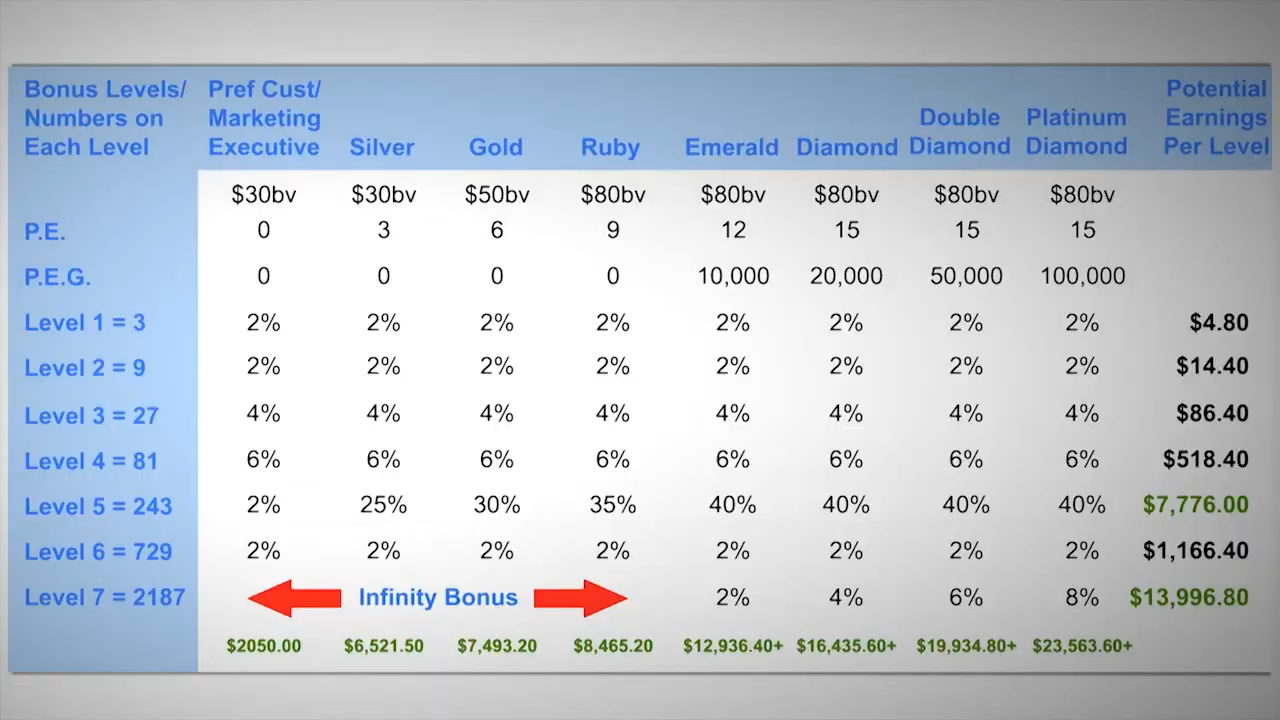 Bonus Levels/ Pref Cust/ Potential
Numbers on Marketing Double Platinum Earnings
Each Level Executive Silver Gold Ruby Emerald Diamond Diamond Diamond Per Level
$30bv $30bv $50bv $80bv $80bv $80bv $80bv $80bv
P.E. 0 3 6 9 12 15 15 15
P.E.G. 0 0 0 0 10,000 20,000 50,000 100,000
Level 1 = 3 2% 2% 2% 2% 2% 2% 2% 2% $4.80
Level 2 = 9 2% 2% 2% 2% 2% 2% 2% 2% $14.40
Level 3 = 27 4% 4% 4% 4% 4% 4% 4% 4% $86.40
Level 4 = 81 6% 6% 6% 6% 6% 6% 6% 6% $518.40
Level 5 = 243 2% 25% 30% 35% 40% 40% 40% 40% $7,776.00
Level 6 = 729 2% 2% 2% 2% 2% 2% 2% 2% $1,166.40
Level 7 = 2187 Infinity Bonus 2% 4% 6% 8% $13,996.80
$2050.00 $6,521.50 $7,493.20 $8,465.20 $12,936.40+ $16,435.60+ $19,934.80+ $23,563.60+